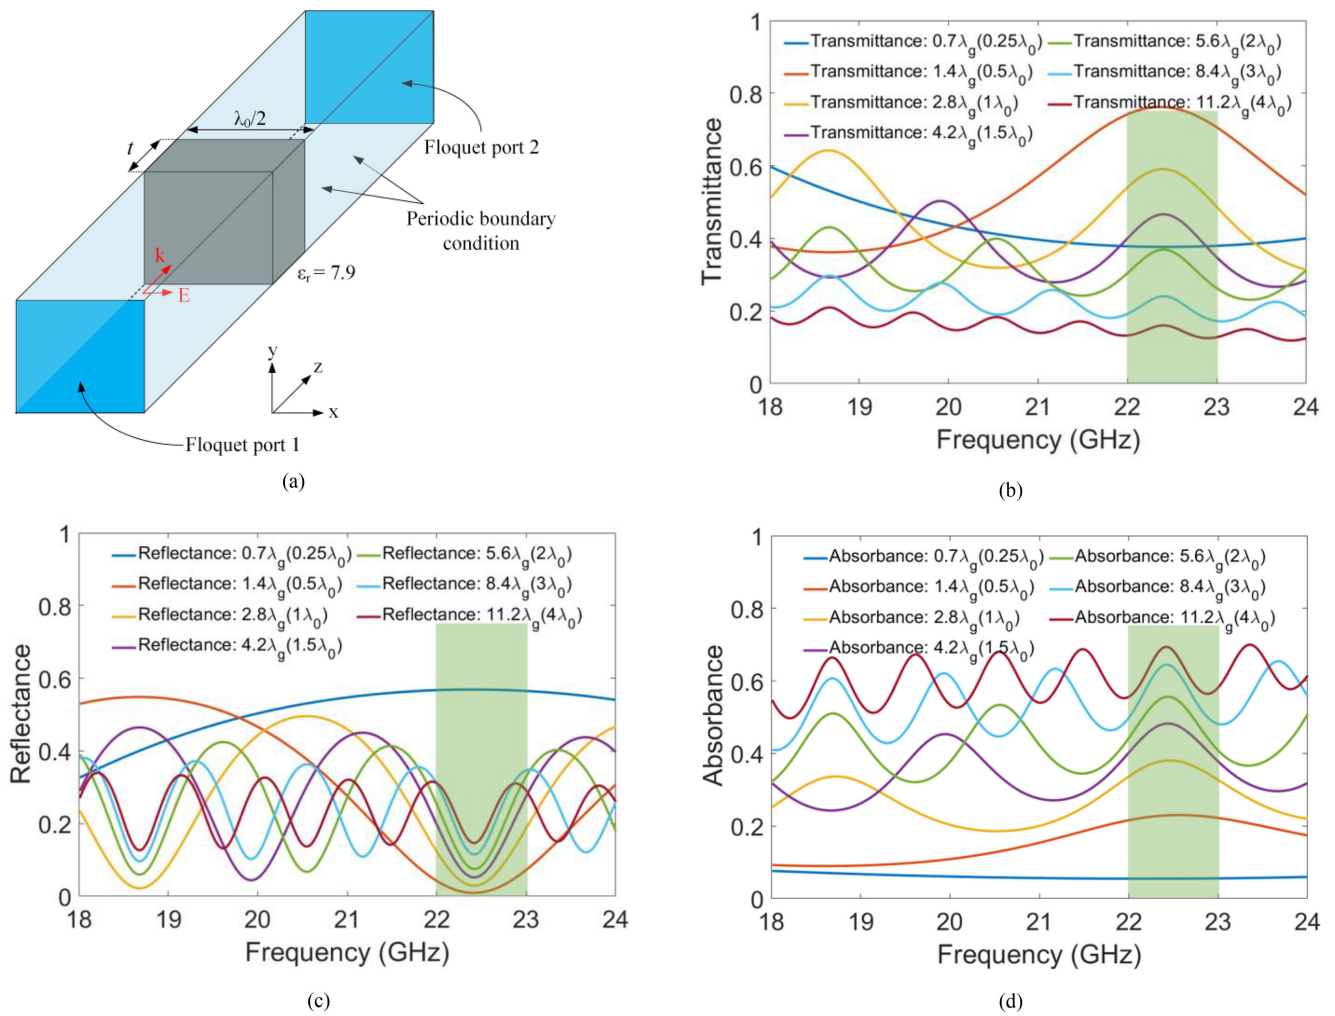 λ₀/2
t
Floquet port 2
Periodic boundary
condition
k
E
εᵣ = 7.9
y
z
x
Floquet port 1
(a)
1
0.8
0.6
0.4
0.2
0
Transmittance
Transmittance: 0.7λg(0.25λ0)
Transmittance: 1.4λg(0.5λ0)
Transmittance: 2.8λg(1λ0)
Transmittance: 4.2λg(1.5λ0)
Transmittance: 5.6λg(2λ0)
Transmittance: 8.4λg(3λ0)
Transmittance: 11.2λg(4λ0)
18 19 20 21 22 23 24
Frequency (GHz)
(b)
1
0.8
0.6
0.4
0.2
0
Reflectance
Reflectance: 0.7λg(0.25λ0)
Reflectance: 1.4λg(0.5λ0)
Reflectance: 2.8λg(1λ0)
Reflectance: 4.2λg(1.5λ0)
Reflectance: 5.6λg(2λ0)
Reflectance: 8.4λg(3λ0)
Reflectance: 11.2λg(4λ0)
18 19 20 21 22 23 24
Frequency (GHz)
(c)
1
0.8
0.6
0.4
0.2
0
Absorbance
Absorbance: 0.7λg(0.25λ0)
Absorbance: 1.4λg(0.5λ0)
Absorbance: 2.8λg(1λ0)
Absorbance: 4.2λg(1.5λ0)
Absorbance: 5.6λg(2λ0)
Absorbance: 8.4λg(3λ0)
Absorbance: 11.2λg(4λ0)
18 19 20 21 22 23 24
Frequency (GHz)
(d)